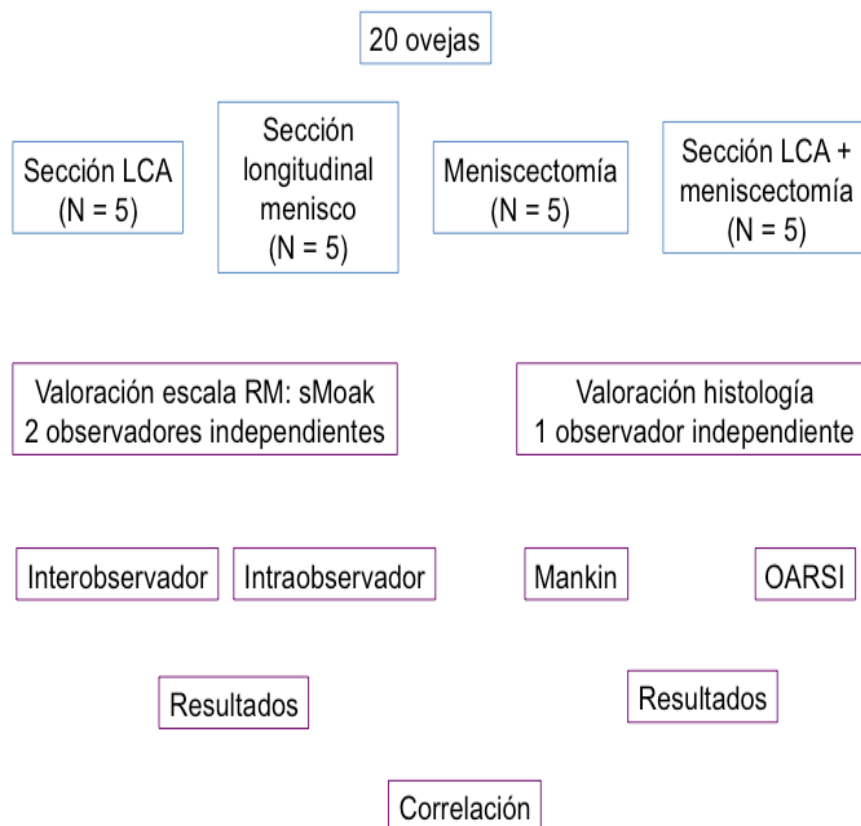 20 ovejas
Sección LCA
(N = 5)
Sección
longitudinal
menisco
(N = 5)
Meniscectomía
(N = 5)
Sección LCA +
meniscectomía
(N = 5)
Valoración escala RM: sMoak
2 observadores independientes
Valoración histología
1 observador independiente
Interobservador
Intraobservador
Mankin
OARSI
Resultados
Resultados
Correlación